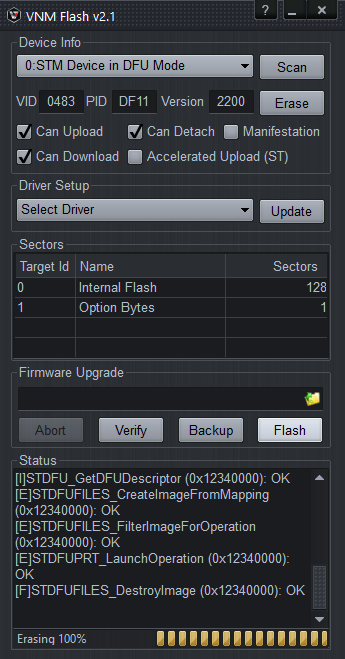 VNM Flash v2.1
?
Device Info
0:STM Device in DFU Mode
Scan
VID 0483 PID DF11 Version 2200
Erase
Can Upload Can Detach Manifestation
Can Download Accelerated Upload (ST)
Driver Setup
Select Driver
Update
Sectors
Target Id Name Sectors
0 Internal Flash 128
1 Option Bytes 1
Firmware Upgrade
Abort Verify Backup Flash
Status
[I]STDFU_GetDFUDescriptor (0x12340000): OK
[E]STDFUFILES_CreateImageFromMapping
(0x12340000): OK
[E]STDFUFILES_FilterImageForOperation
(0x12340000): OK
[E]STDFUPRT_LaunchOperation (0x12340000):
OK
[F]STDFUFILES_DestroyImage (0x12340000): OK
Erasing 100%